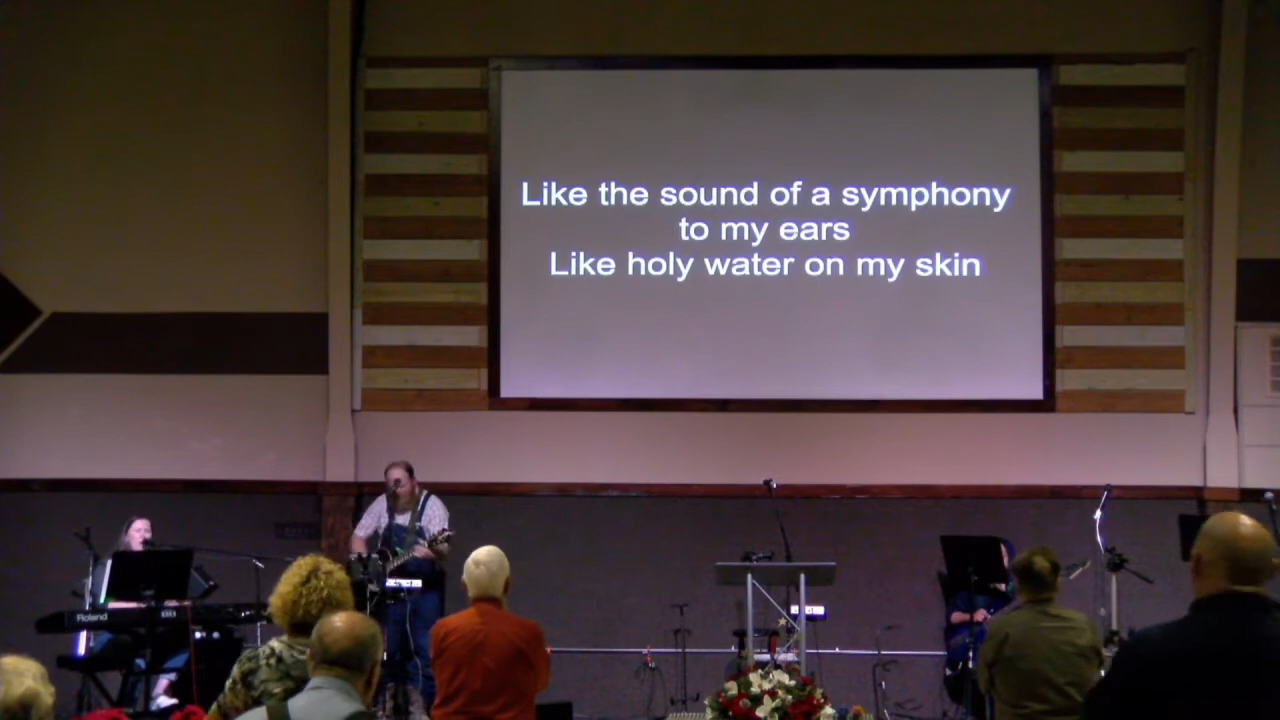 Like the sound of a symphony
to my ears
Like holy water on my skin
Roland